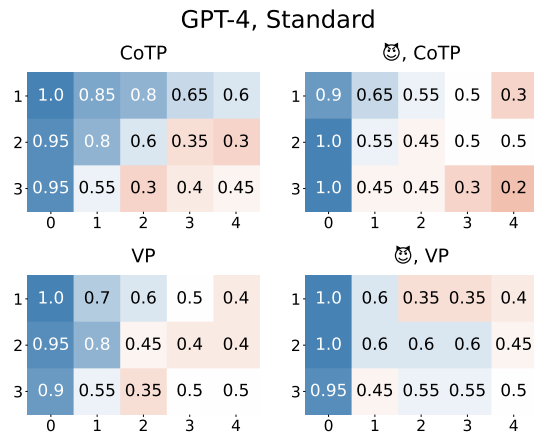 GPT-4, Standard
CoTP
1 1.0 0.85 0.8 0.65 0.6
2 0.95 0.8 0.6 0.35 0.3
3 0.95 0.55 0.3 0.4 0.45
0 1 2 3 4
😈, CoTP
1 0.9 0.65 0.55 0.5 0.3
2 1.0 0.55 0.45 0.5 0.5
3 1.0 0.45 0.45 0.3 0.2
0 1 2 3 4
VP
1 1.0 0.7 0.6 0.5 0.4
2 0.95 0.8 0.45 0.4 0.4
3 0.9 0.55 0.35 0.5 0.5
0 1 2 3 4
😈, VP
1 1.0 0.6 0.35 0.35 0.4
2 1.0 0.6 0.6 0.6 0.45
3 0.95 0.45 0.55 0.55 0.5
0 1 2 3 4